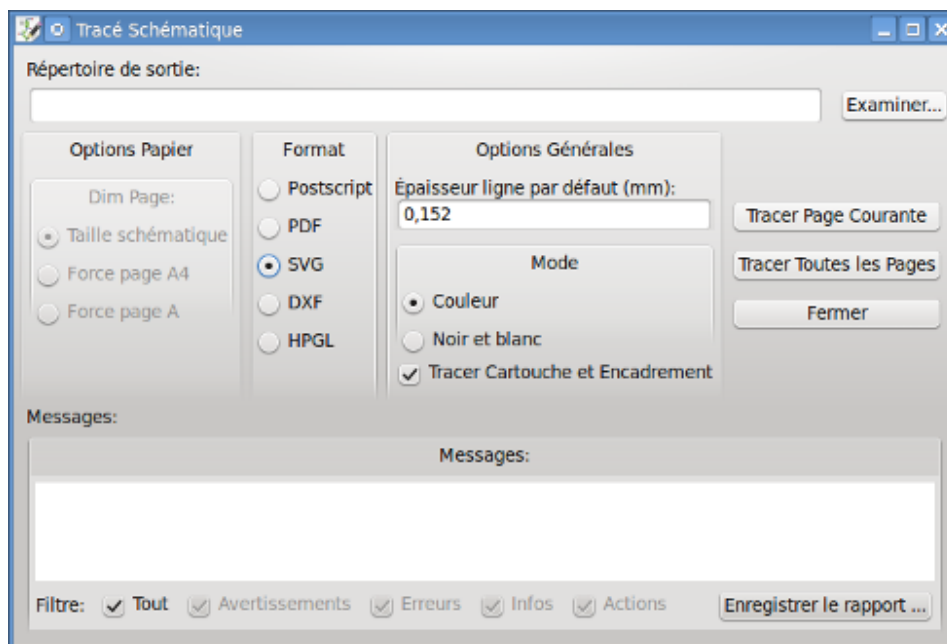 Tracé Schématique
Répertoire de sortie:
Examiner...
Options Papier
Dim Page:
Taille schématique
Force page A4
Force page A
Format
Postscript
PDF
SVG
DXF
HPGL
Options Générales
Épaisseur ligne par défaut (mm):
0,152
Mode
Couleur
Noir et blanc
Tracer Cartouche et Encadrement
Tracer Page Courante
Tracer Toutes les Pages
Fermer
Messages:
Messages:
Filtre: Tout Avertissements Erreurs Infos Actions Enregistrer le rapport ...